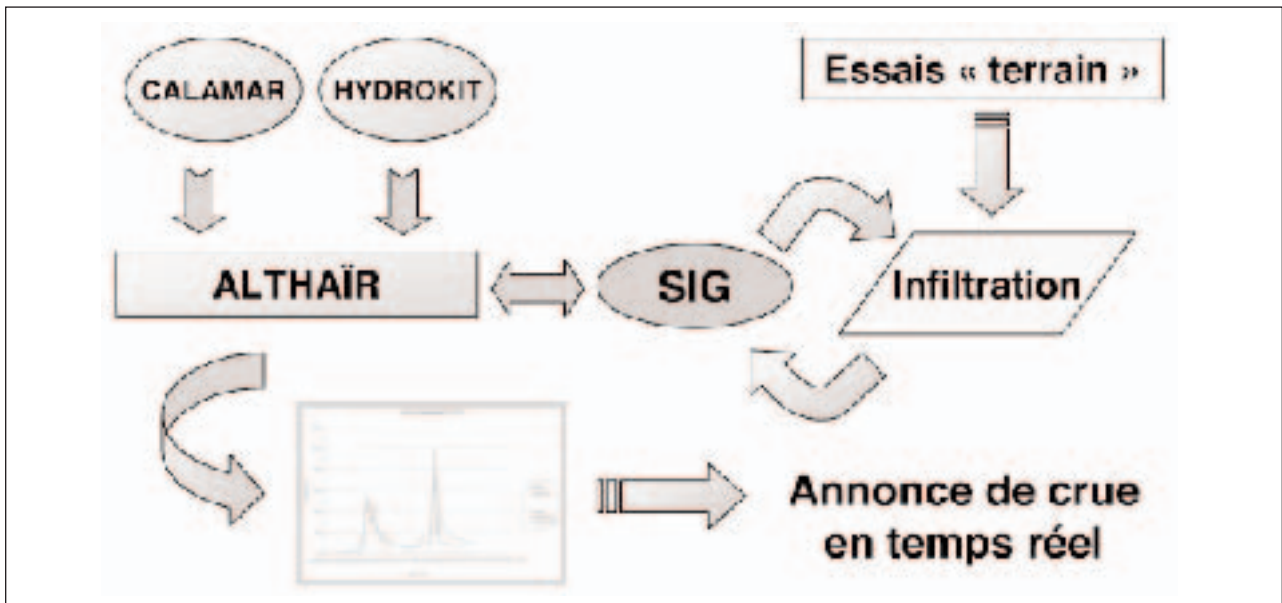 CALAMAR
HYDROKIT
Essais « terrain »
ALTHAÏR
SIG
Infiltration
Annonce de crue
en temps réel